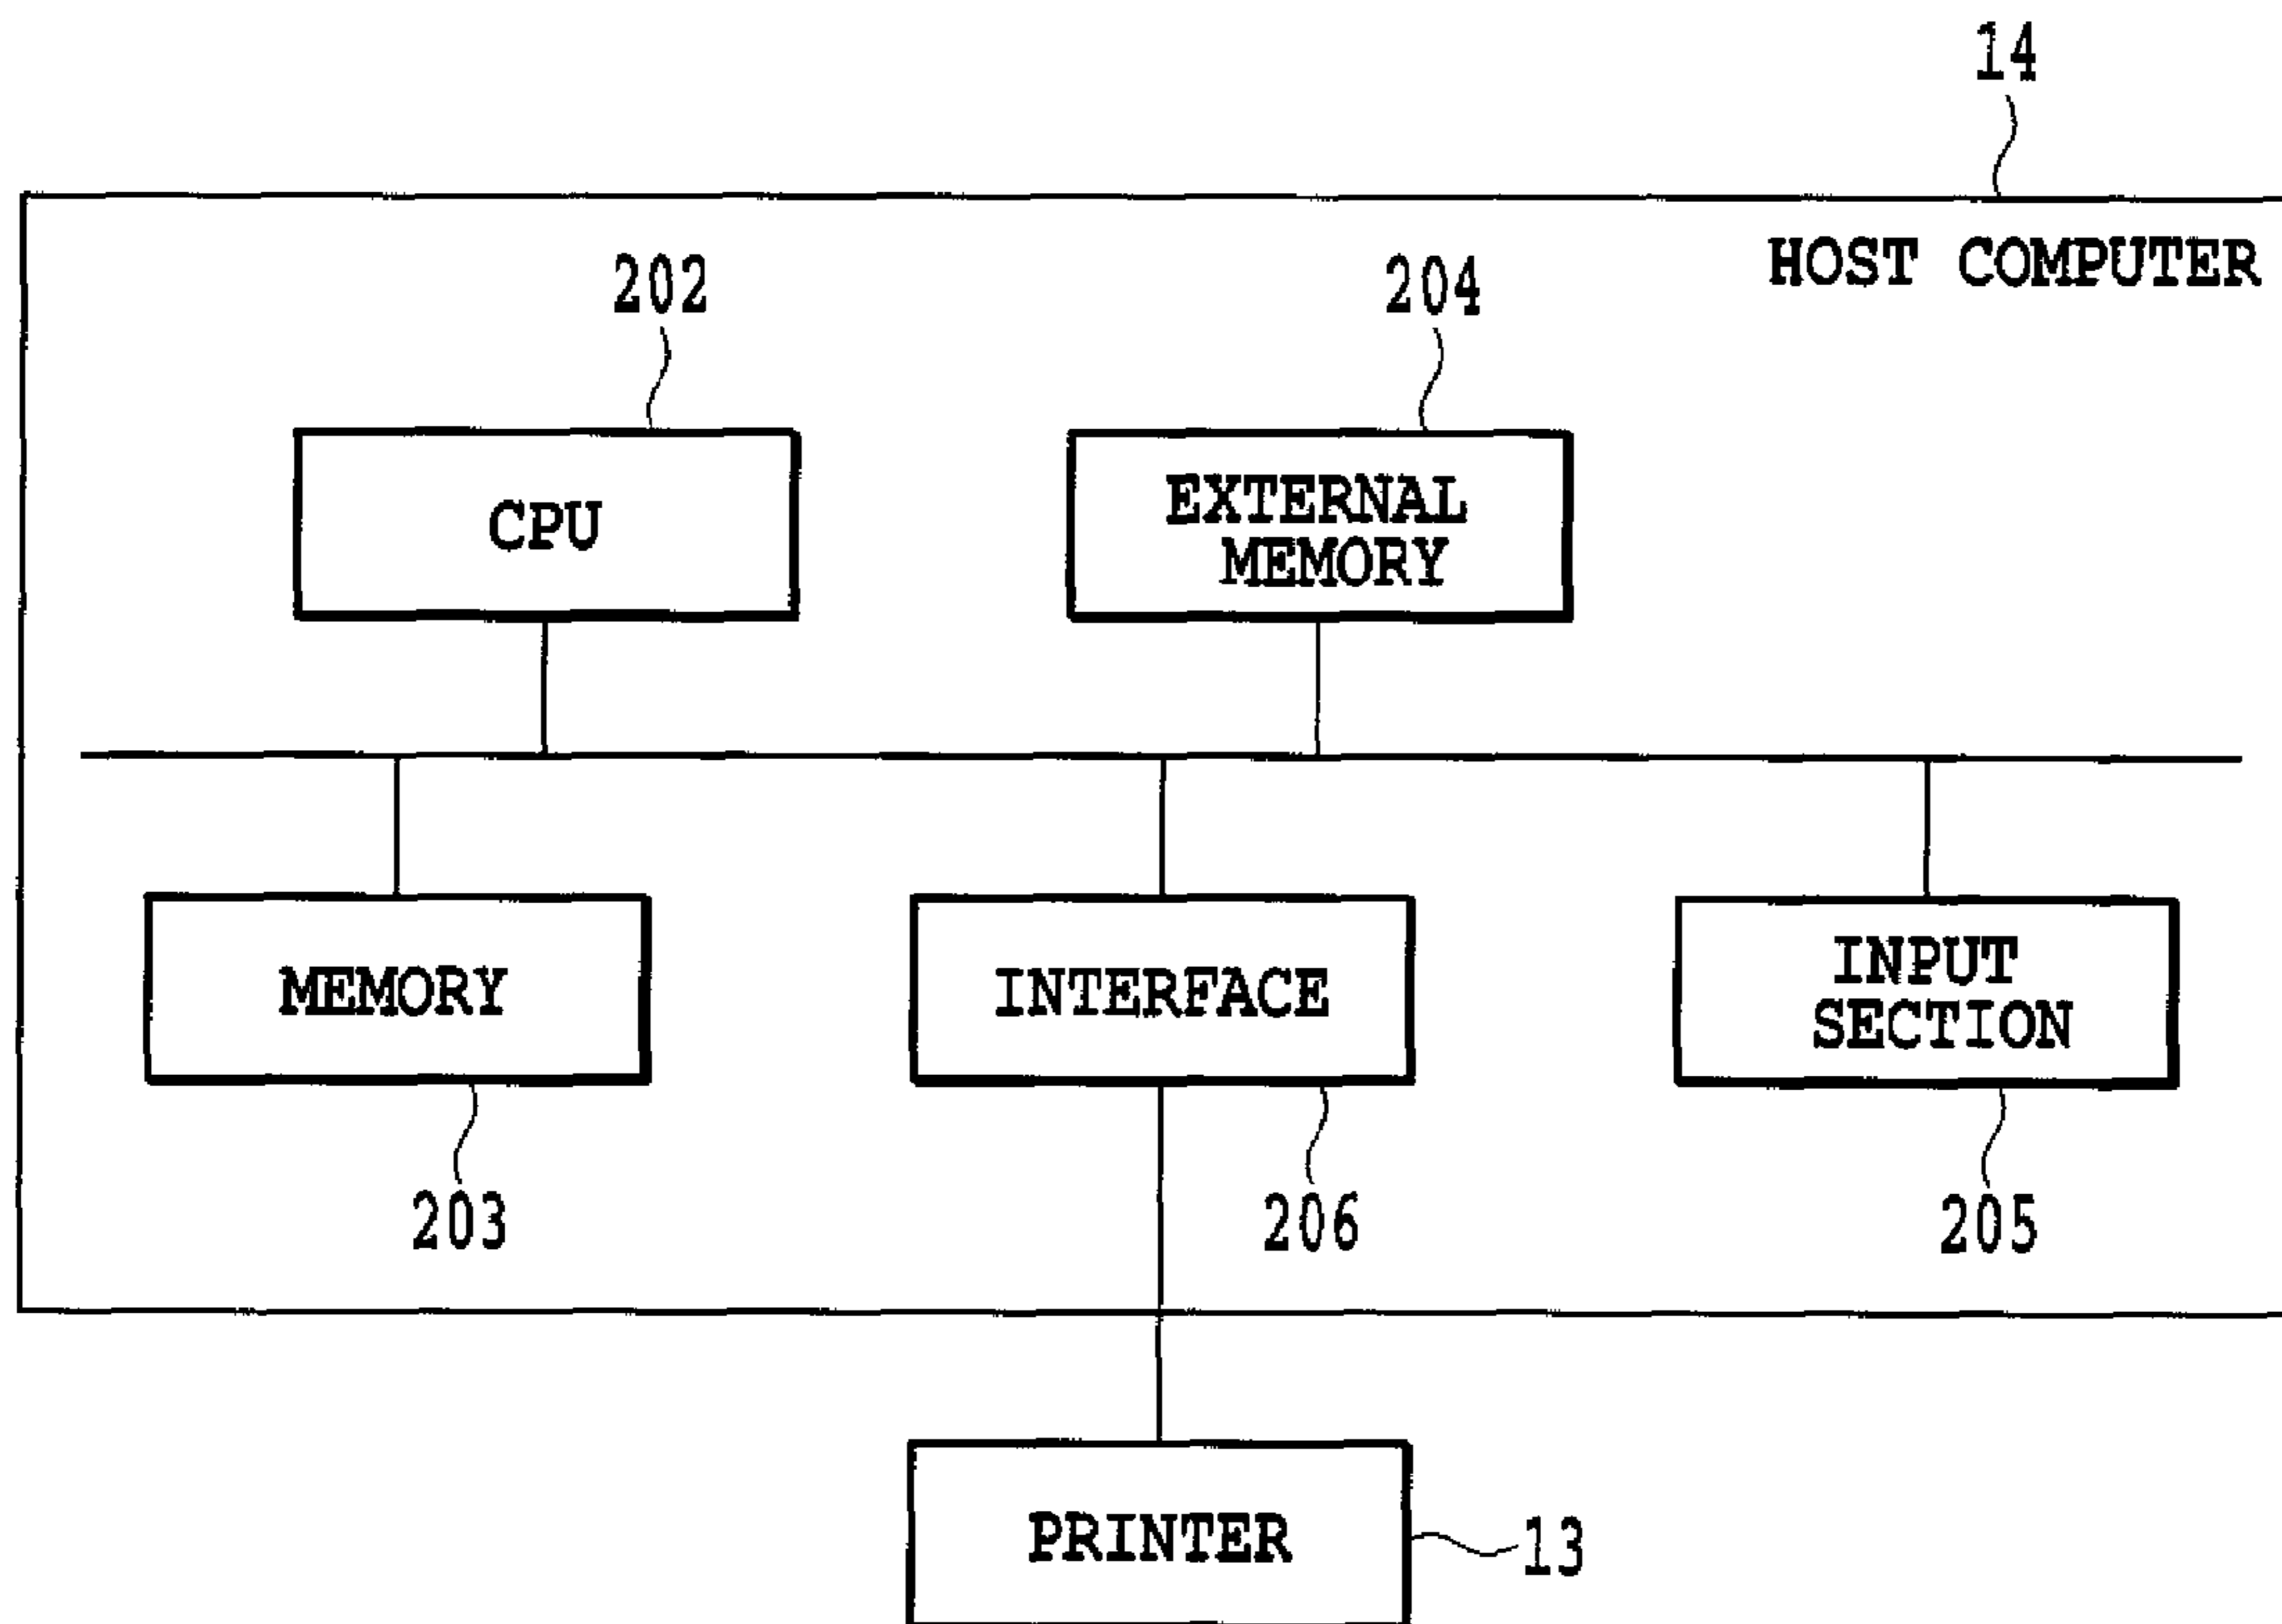 14
HOST COMPUTER
202
204
CPU
EXTERNAL
MEMORY
MEMORY
INTERFACE
INPUT
SECTION
203
206
205
PRINTER
13